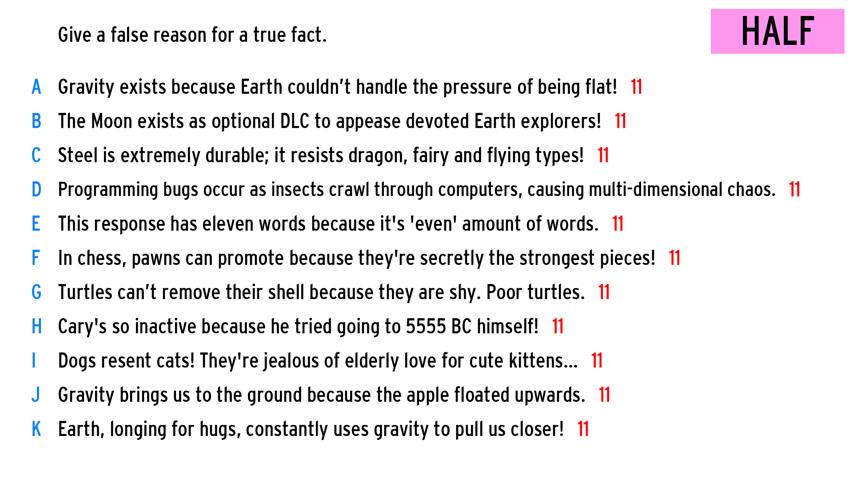 Give a false reason for a true fact.
HALF
A Gravity exists because Earth couldn’t handle the pressure of being flat! 11
B The Moon exists as optional DLC to appease devoted Earth explorers! 11
C Steel is extremely durable; it resists dragon, fairy and flying types! 11
D Programming bugs occur as insects crawl through computers, causing multi-dimensional chaos. 11
E This response has eleven words because it's 'even' amount of words. 11
F In chess, pawns can promote because they're secretly the strongest pieces! 11
G Turtles can’t remove their shell because they are shy. Poor turtles. 11
H Cary's so inactive because he tried going to 5555 BC himself! 11
I Dogs resent cats! They're jealous of elderly love for cute kittens... 11
J Gravity brings us to the ground because the apple floated upwards. 11
K Earth, longing for hugs, constantly uses gravity to pull us closer! 11